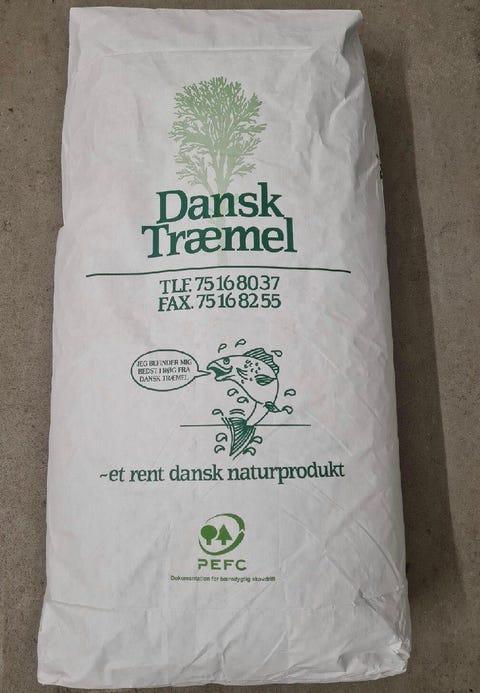 Dansk
Træmel
TLF. 75 16 80 37
FAX. 75 16 82 55
JEG BEFINDER MIG
BEDST I RØG FRA
DANSK TRÆMEL
~et rent dansk naturprodukt
PEFC
Dokumentation for bæredygtig skovdrift